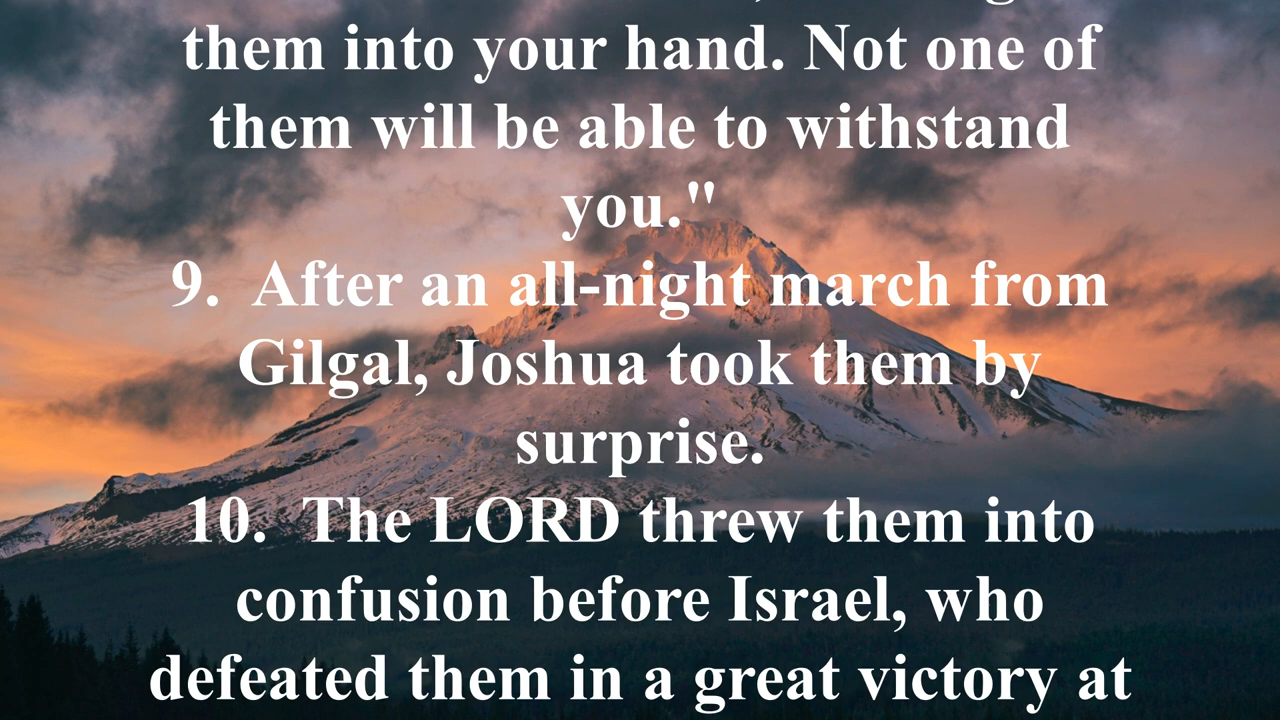 them into your hand. Not one of
them will be able to withstand
you."
9. After an all-night march from
Gilgal, Joshua took them by
surprise.
10. The LORD threw them into
confusion before Israel, who
defeated them in a great victory at